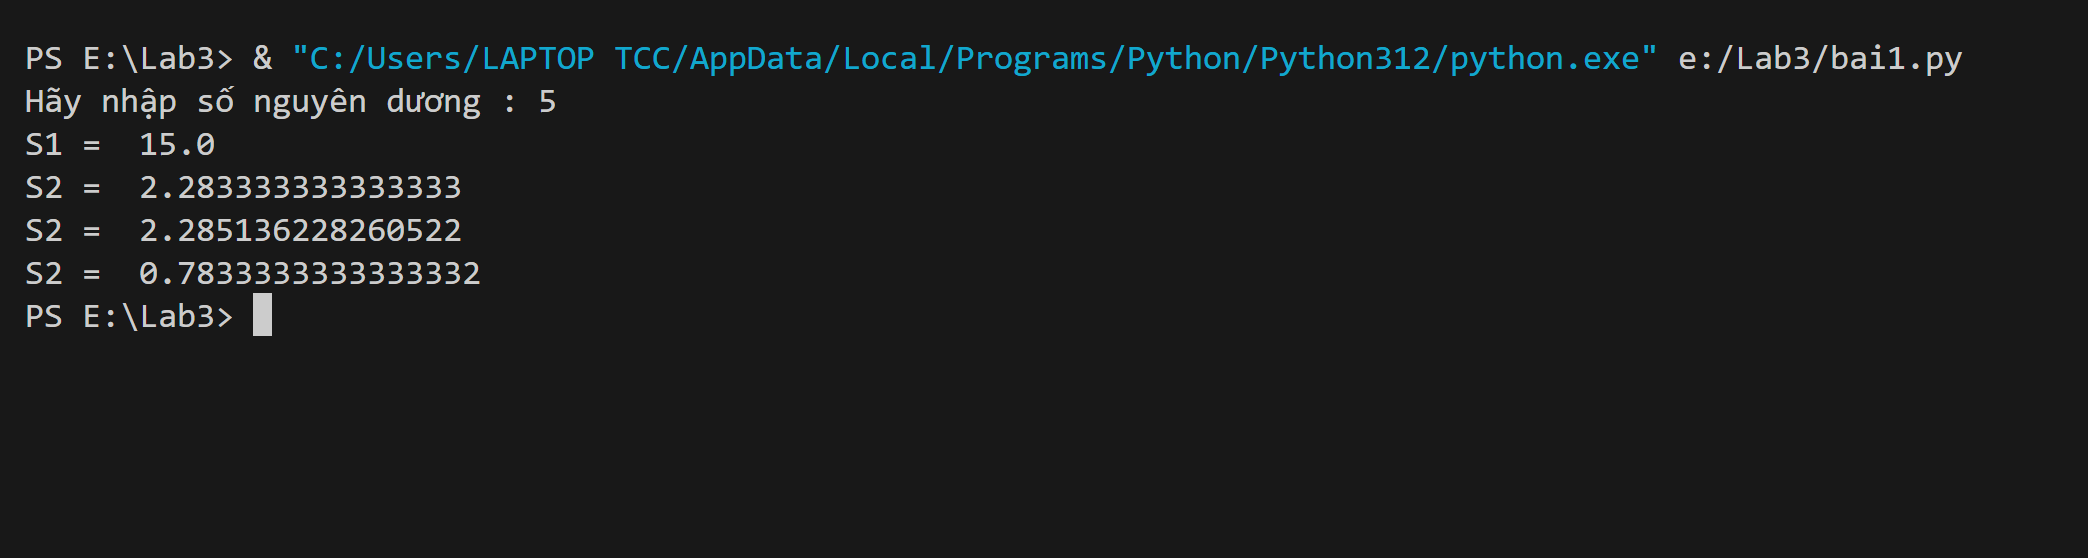 PS E:\Lab3> & "C:/Users/LAPTOP TCC/AppData/Local/Programs/Python/Python312/python.exe" e:/Lab3/bai1.py
Hãy nhập số nguyên dương : 5
S1 =  15.0
S2 =  2.283333333333333
S2 =  2.285136228260522
S2 =  0.7833333333333332
PS E:\Lab3>